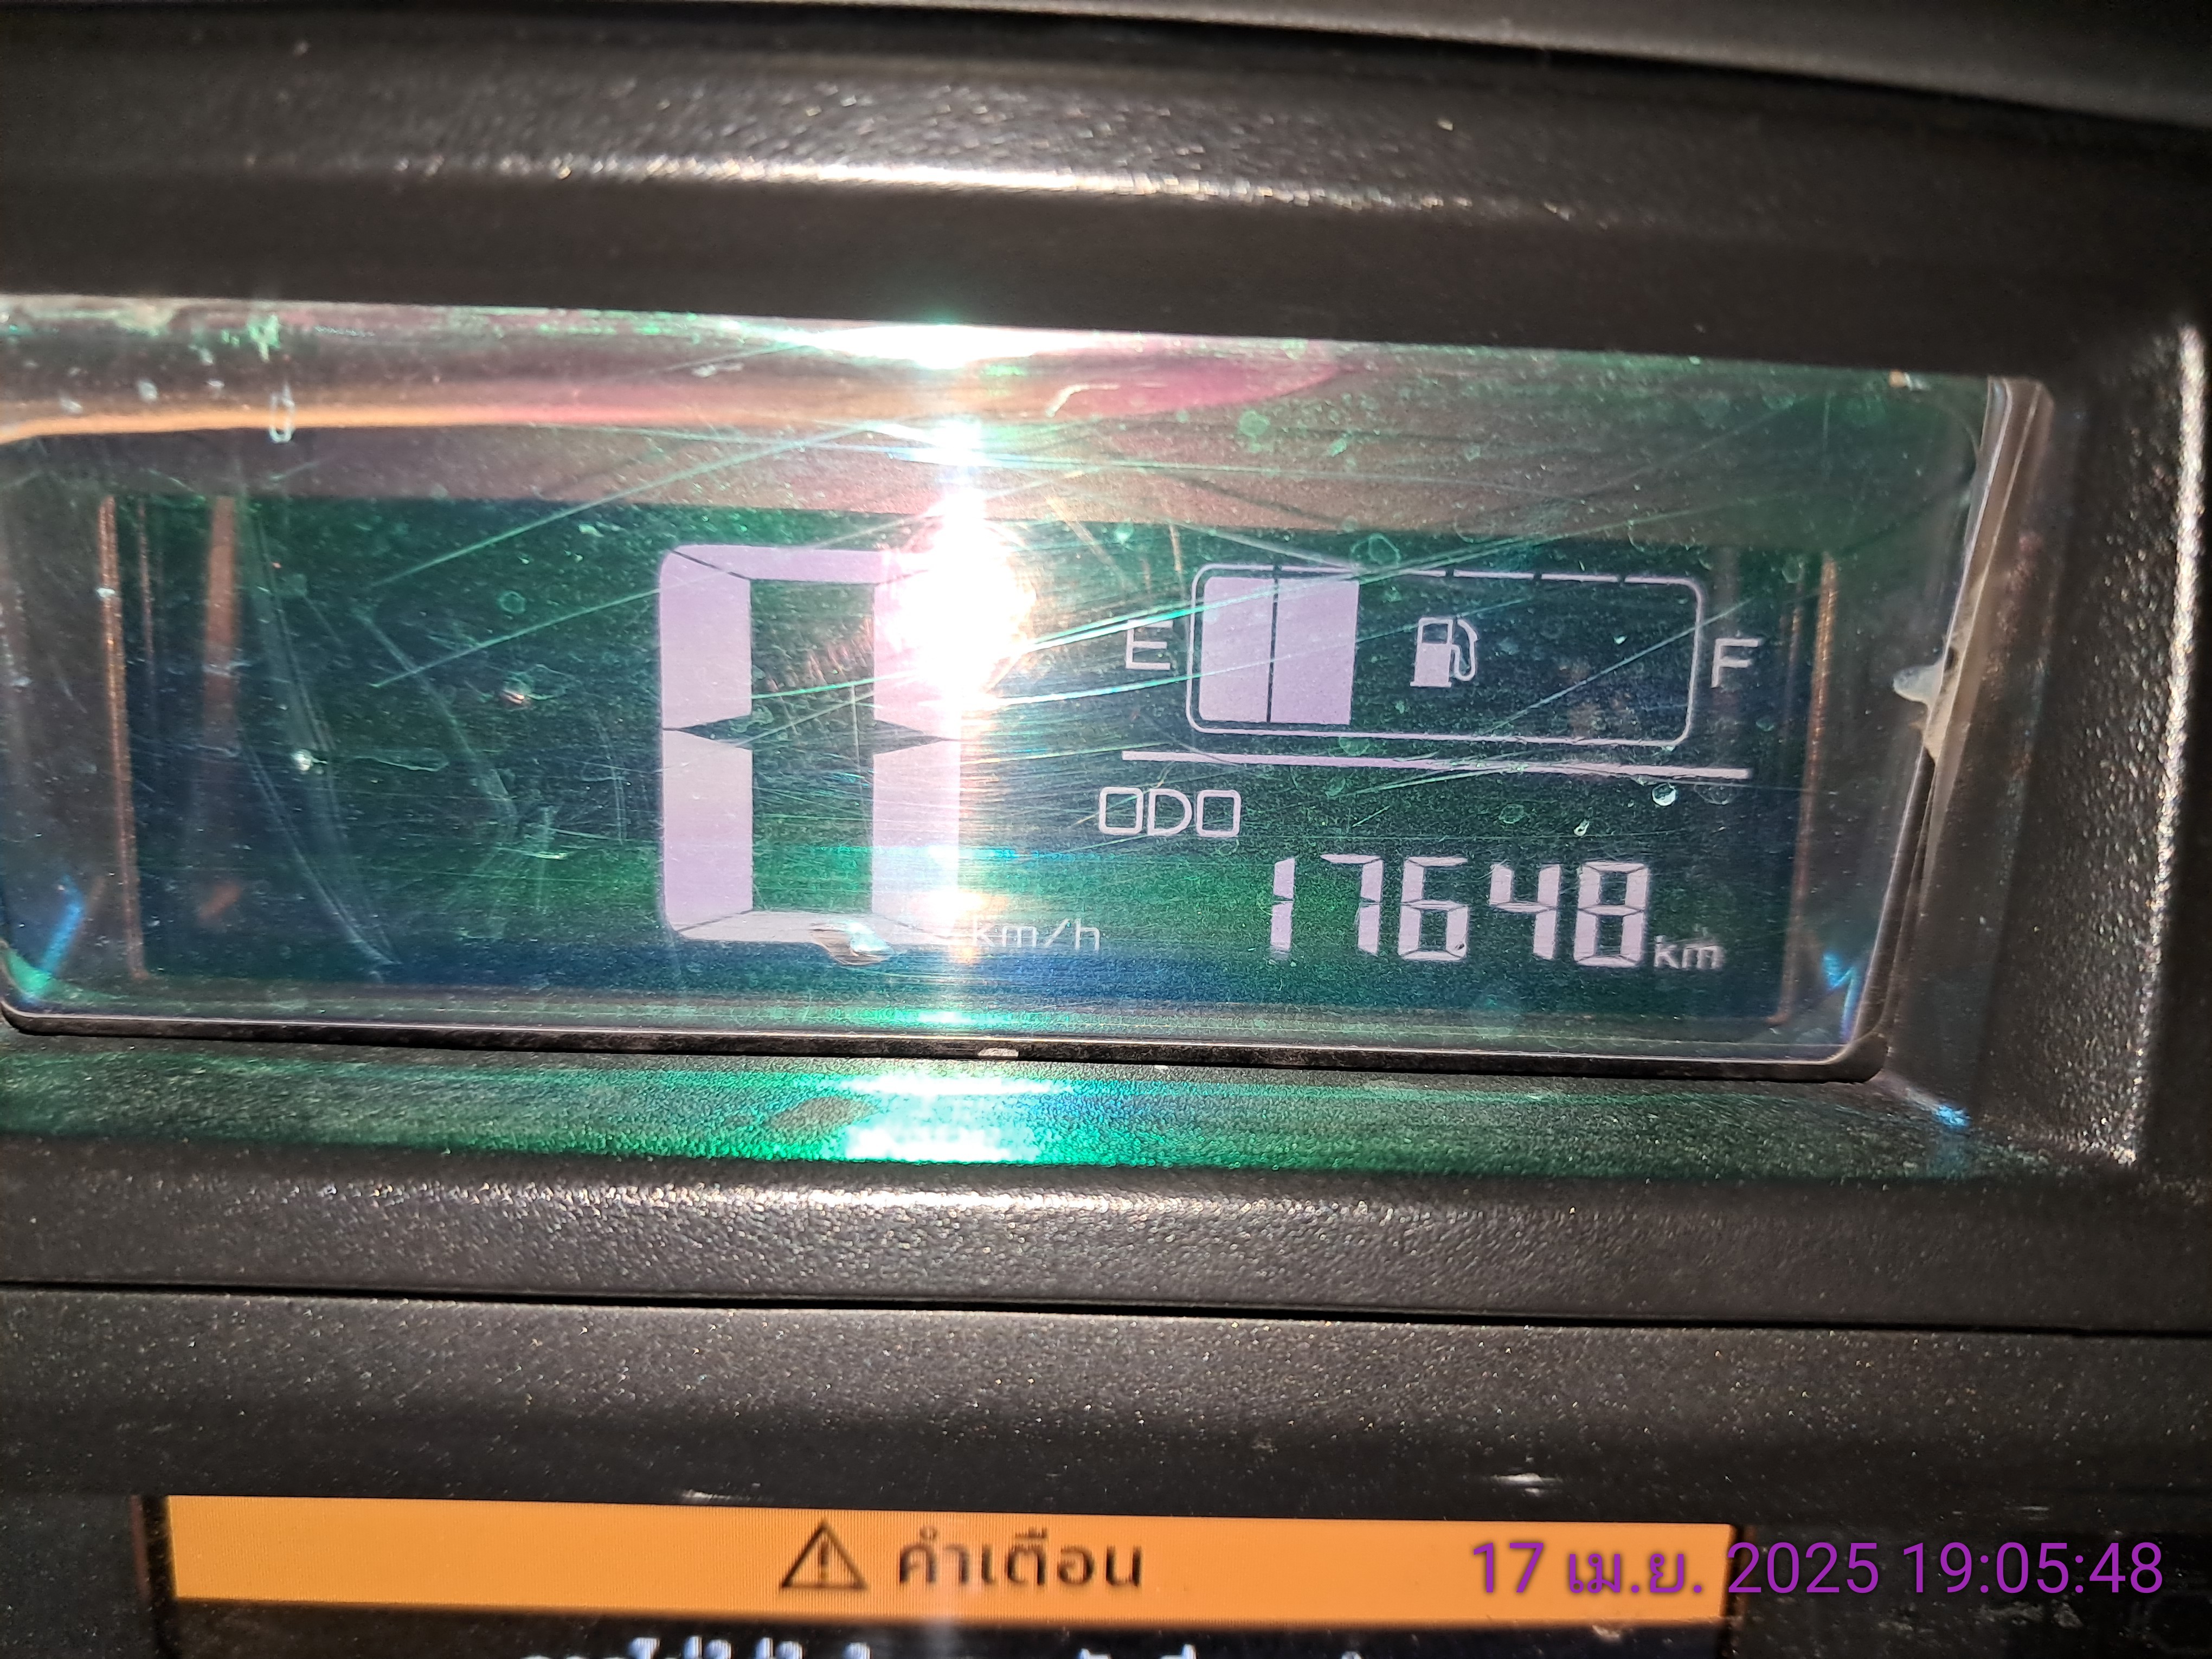 0 km/h
E F
ODO
17648 km
คำเตือน
17 เม.ย. 2025 19:05:48